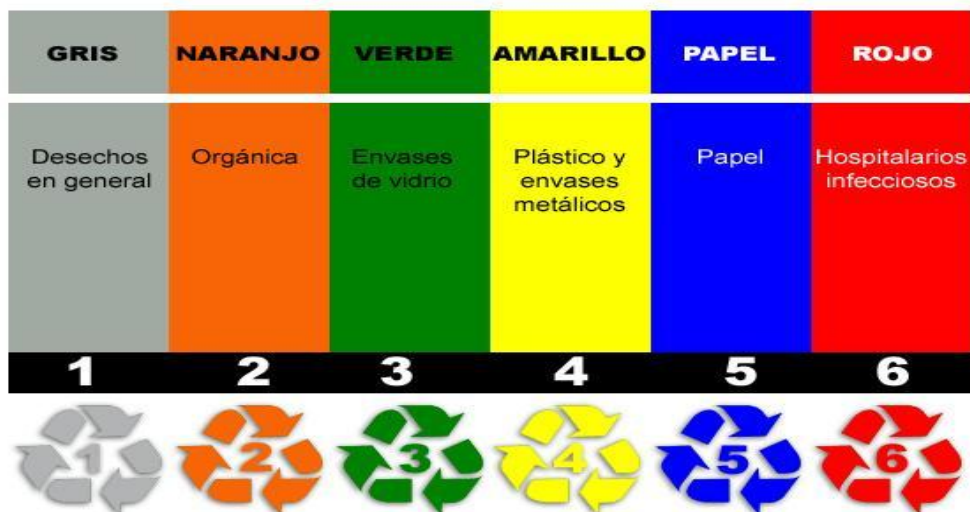 GRIS
NARANJO
VERDE
AMARILLO
PAPEL
ROJO
Desechos
en general
Orgánica
Envases
de vidrio
Plástico y
envases
metálicos
Papel
Hospitalarios
infecciosos
1
2
3
4
5
6
1
2
3
4
5
6